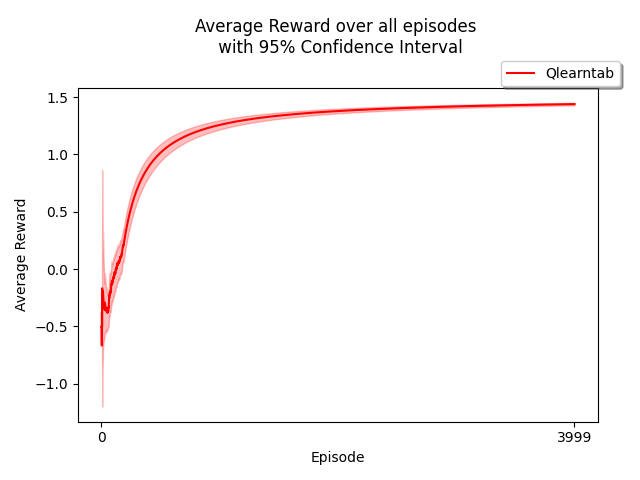 Average Reward over all episodes
with 95% Confidence Interval
Qlearntab
1.5
1.0
0.5
0.0
−0.5
−1.0
Average Reward
0
3999
Episode